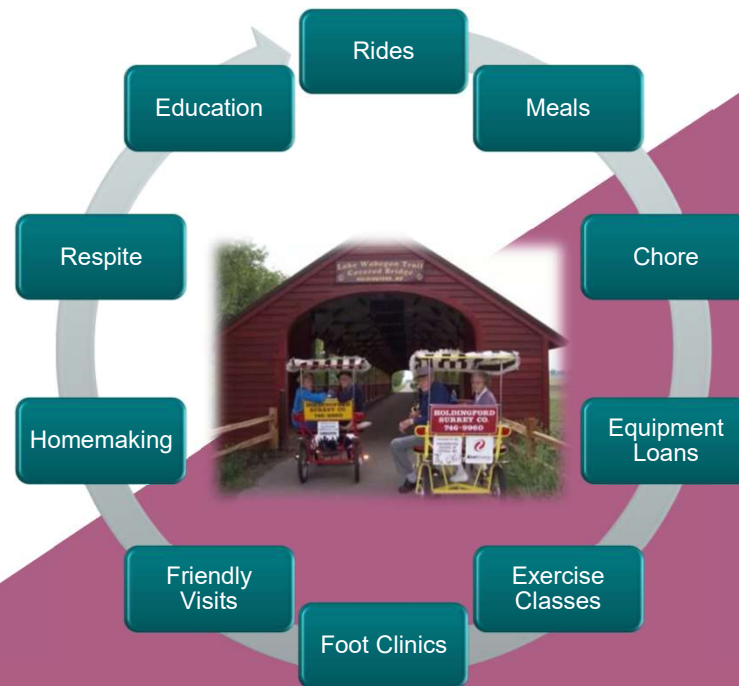 Rides
Meals
Chore
Equipment
Loans
Exercise
Classes
Foot Clinics
Friendly
Visits
Homemaking
Respite
Education
Lake Wobegon Trail
Covered Bridge
HOLDINGFORD
SURREY CO.
746-9960
HOLDINGFORD
SURREY CO.
746-9960